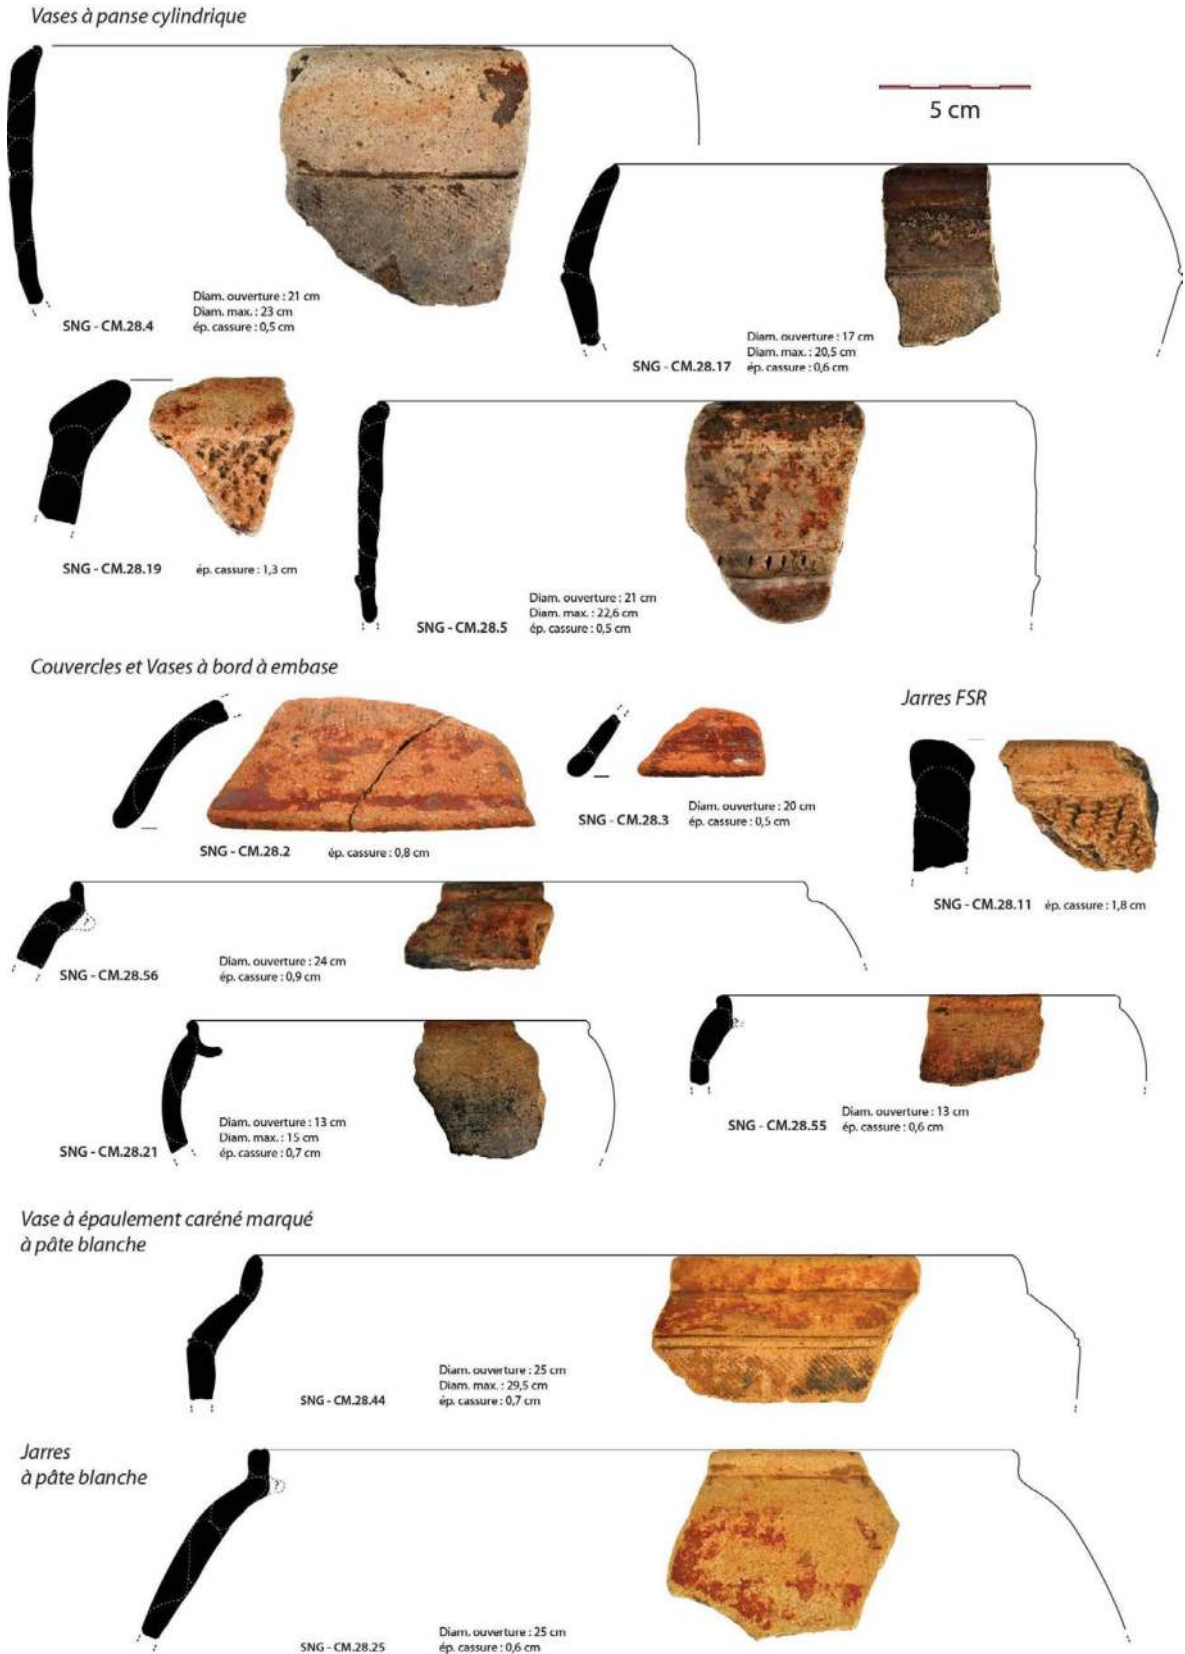 Vases à panse cylindrique
5 cm
Diam. ouverture : 21 cm
Diam. max. : 23 cm
SNG - CM.28.4 ép. cassure : 0,5 cm
Diam. ouverture : 17 cm
Diam. max. : 20,5 cm
SNG - CM.28.17 ép. cassure : 0,6 cm
SNG - CM.28.19 ép. cassure : 1,3 cm
Diam. ouverture : 21 cm
Diam. max. : 22,6 cm
SNG - CM.28.5 ép. cassure : 0,5 cm
Couvercles et Vases à bord à embase
Jarres FSR
SNG - CM.28.2 ép. cassure : 0,8 cm
Diam. ouverture : 20 cm
SNG - CM.28.3 ép. cassure : 0,5 cm
SNG - CM.28.11 ép. cassure : 1,8 cm
?
Diam. ouverture : 24 cm
SNG - CM.28.56 ép. cassure : 0,9 cm
Diam. ouverture : 13 cm
Diam. max. : 15 cm
SNG - CM.28.21 ép. cassure : 0,7 cm
Diam. ouverture : 13 cm
SNG - CM.28.55 ép. cassure : 0,6 cm
Vase à épaulement caréné marqué
à pâte blanche
Diam. ouverture : 25 cm
Diam. max. : 29,5 cm
SNG - CM.28.44 ép. cassure : 0,7 cm
Jarres
à pâte blanche
?
Diam. ouverture : 25 cm
SNG - CM.28.25 ép. cassure : 0,6 cm